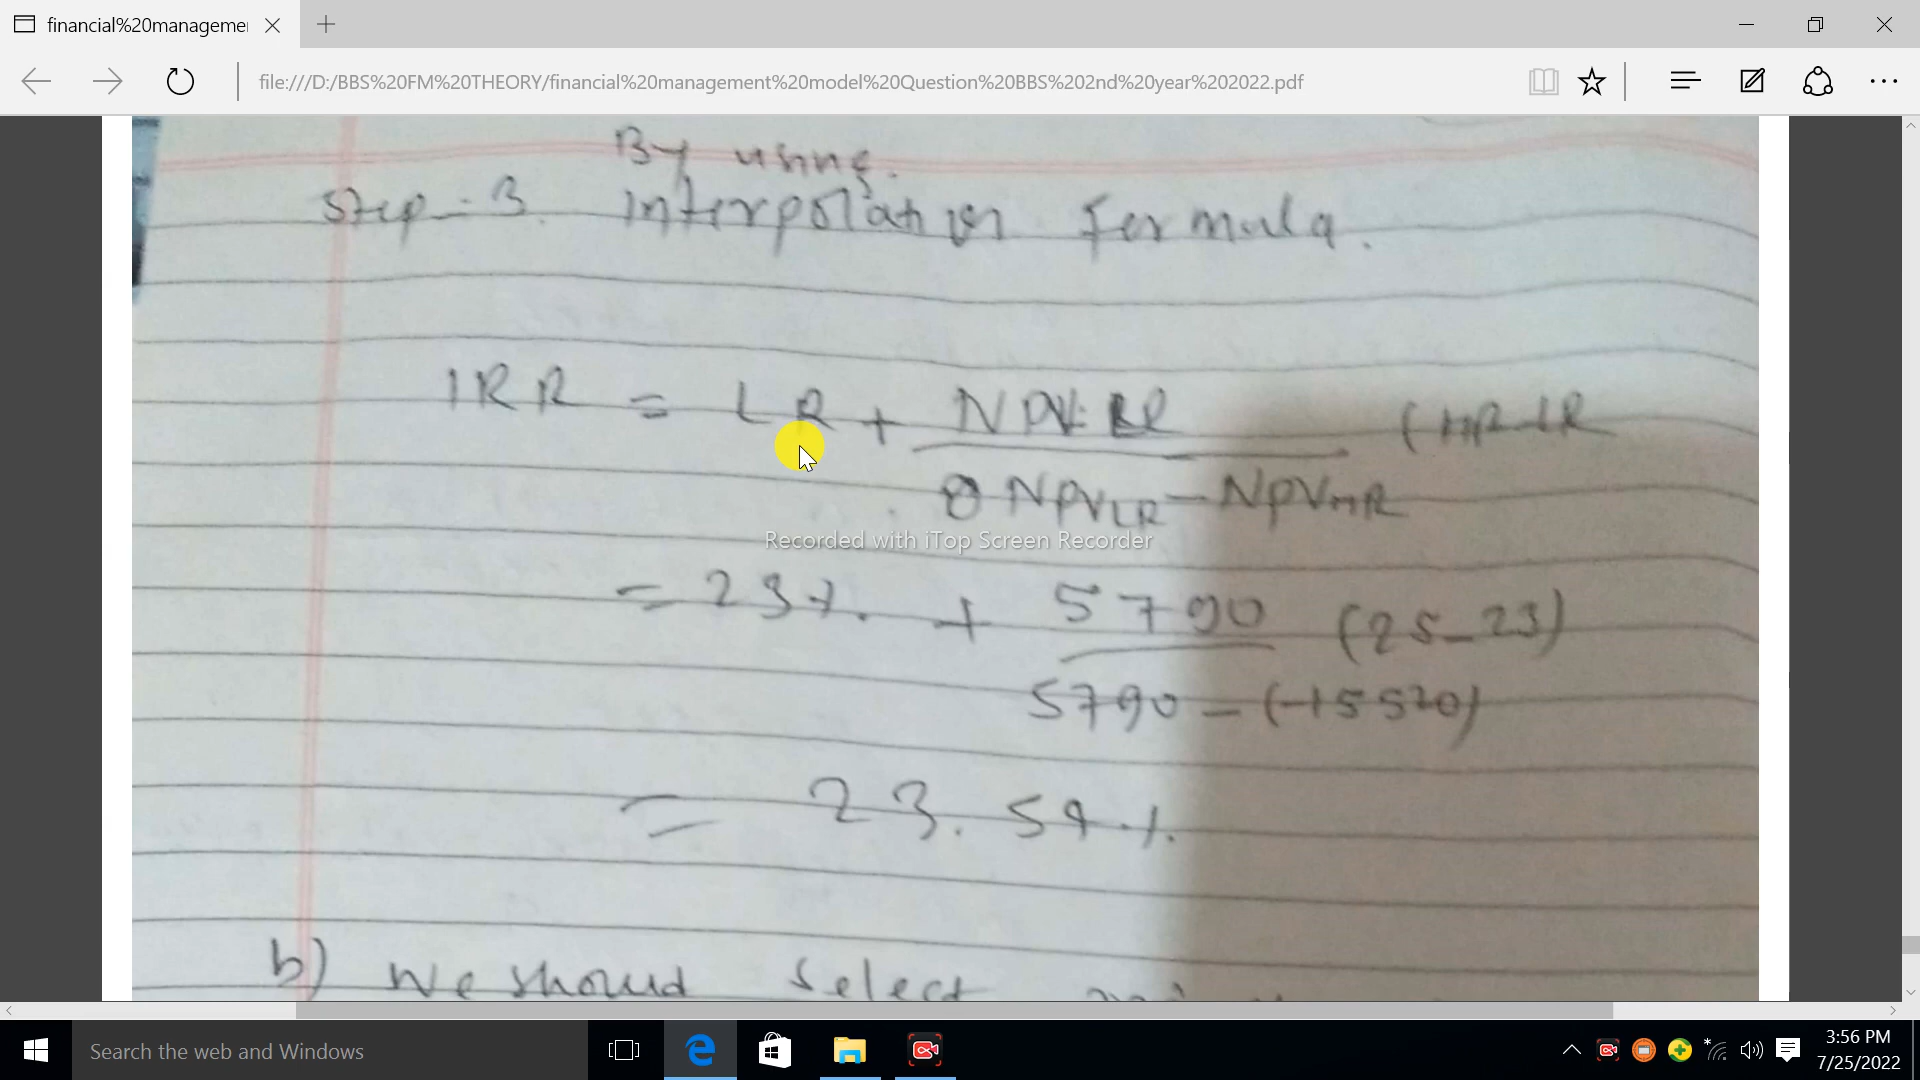 financial%20manageme
file:///D:/BBS%20FM%20THEORY/financial%20management%20model%20Question%20BBS%202nd%20year%202022.pdf
By using.
Step-3. interpolation formula.
IRR = LR + NPVLR (HR-LR
NPVLR - NPVHR
= 23%. + 5790 (25-23)
5790 - (-15520)
= 23.54%.
Recorded with iTop Screen Recorder
b) We should select
Search the web and Windows
3:56 PM
7/25/2022